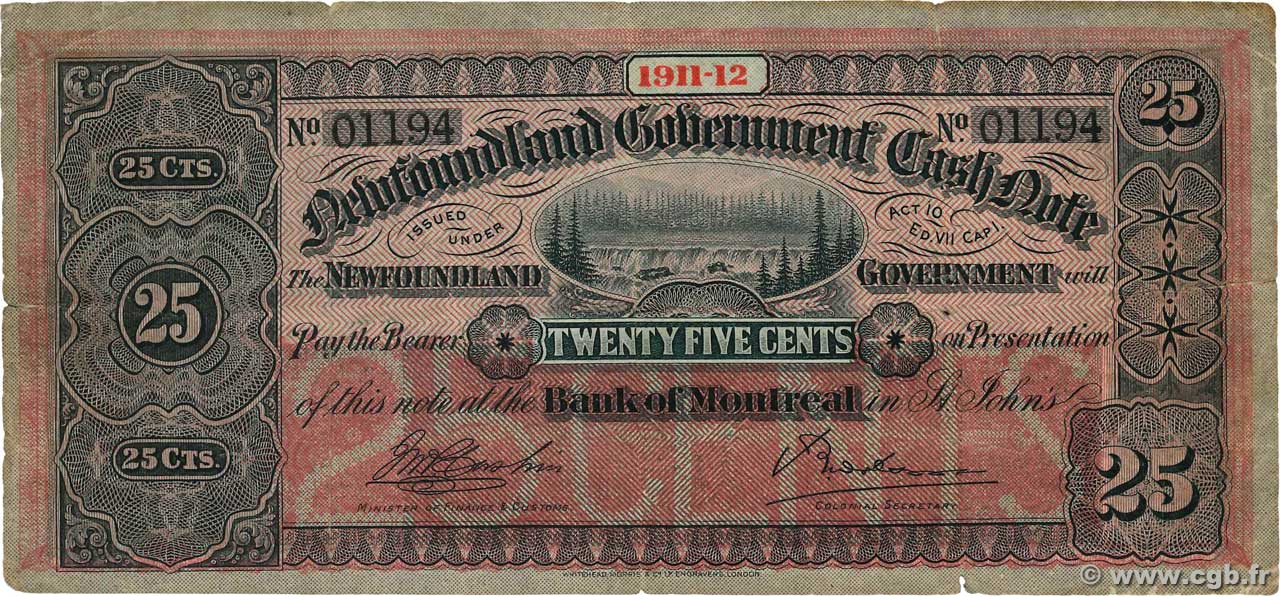 1911-12
25
No. 01194
No. 01194
Newfoundland Government Cash Note
25 CTS.
ISSUED UNDER
ACT 10 ED. VII CAP 1.
The NEWFOUNDLAND GOVERNMENT will
25
Pay the Bearer TWENTY FIVE CENTS on Presentation
of this note at the Bank of Montreal in St John's
25 CTS
25 CTS.
25
MINISTER OF FINANCE & CUSTOMS.
COLONIAL SECRETARY
WHITEHEAD, MORRIS & Co. Ld. ENGRAVERS, LONDON
© www.cgb.fr